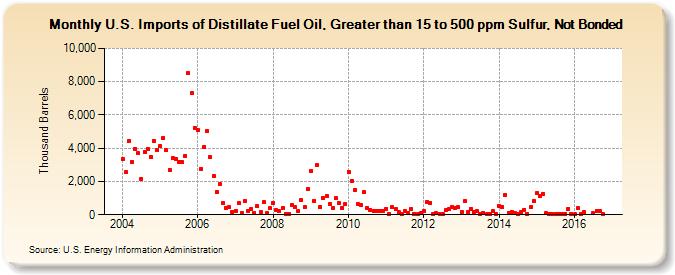 Monthly U.S. Imports of Distillate Fuel Oil, Greater than 15 to 500 ppm Sulfur, Not Bonded
Thousand Barrels
10,000
8,000
6,000
4,000
2,000
0
2004 2006 2008 2010 2012 2014 2016
Source: U.S. Energy Information Administration